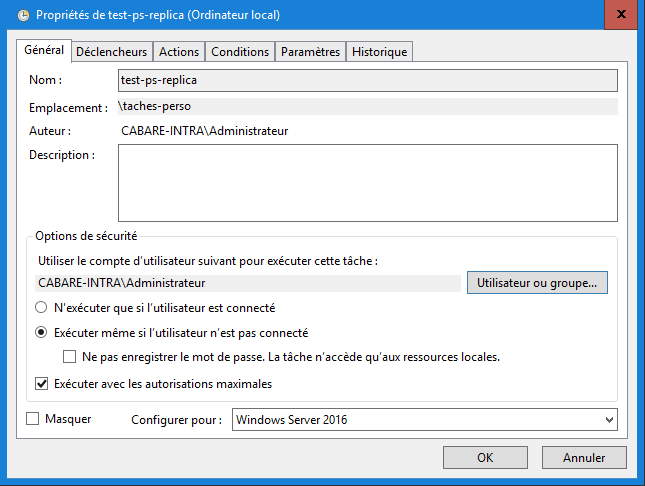 Propriétés de test-ps-replica (Ordinateur local)
Général Déclencheurs Actions Conditions Paramètres Historique
Nom : test-ps-replica
Emplacement : \taches-perso
Auteur : CABARE-INTRA\Administrateur
Description :
Options de sécurité
Utiliser le compte d'utilisateur suivant pour exécuter cette tâche :
CABARE-INTRA\Administrateur Utilisateur ou groupe...
N'exécuter que si l'utilisateur est connecté
Exécuter même si l'utilisateur n'est pas connecté
Ne pas enregistrer le mot de passe. La tâche n'accède qu'aux ressources locales.
Exécuter avec les autorisations maximales
Masquer Configurer pour : Windows Server 2016
OK Annuler